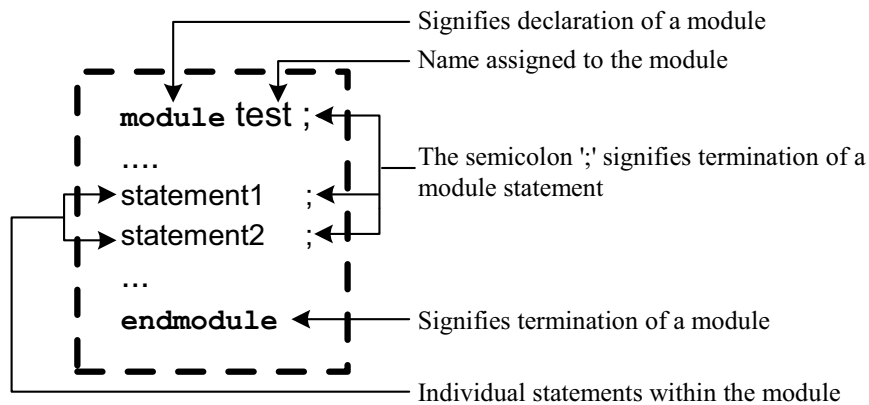 Signifies declaration of a module
Name assigned to the module
module test ;
....
The semicolon ';' signifies termination of a
module statement
statement1 ;
statement2 ;
...
endmodule
Signifies termination of a module
Individual statements within the module